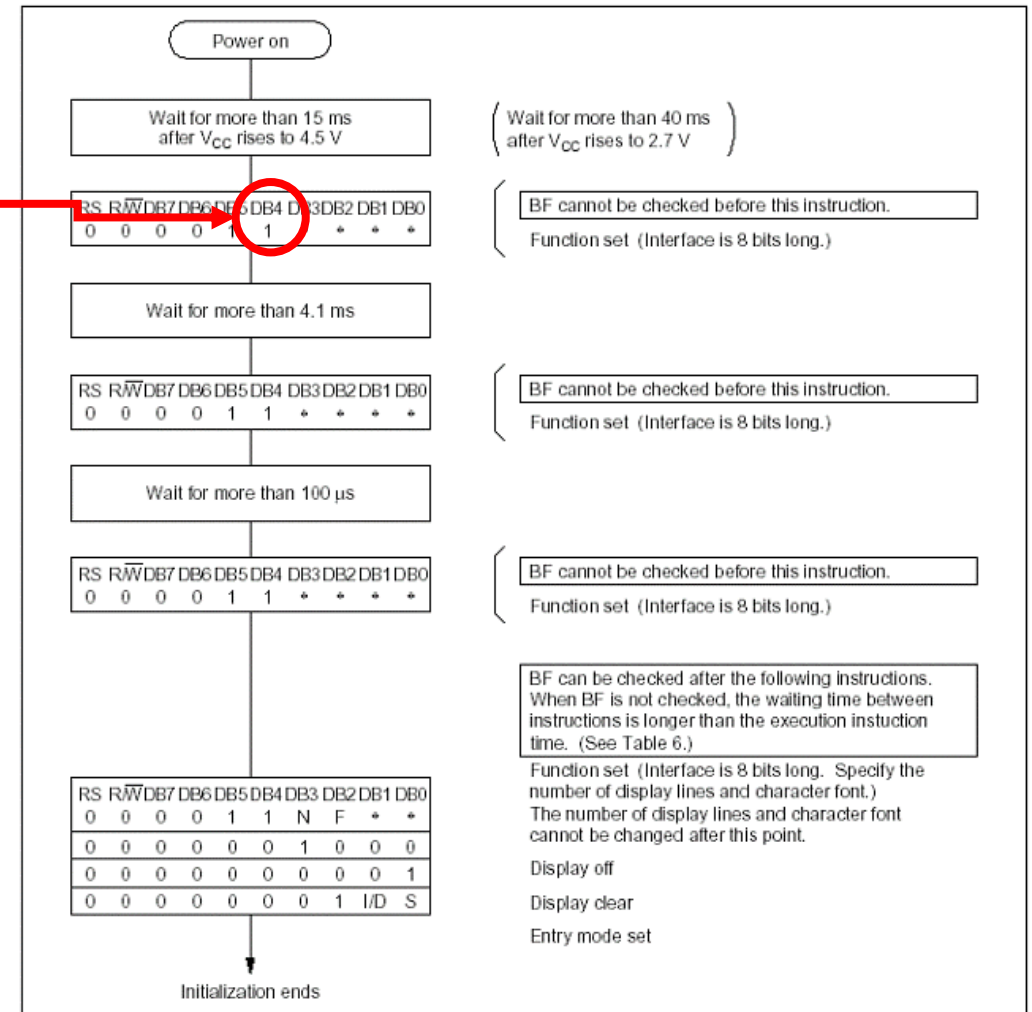 Power on
Wait for more than 15 ms
after VCC rises to 4.5 V
Wait for more than 40 ms
after VCC rises to 2.7 V
RS R/W DB7 DB6 DB5 DB4 DB3 DB2 DB1 DB0
0 0 0 0 1 1 * * *
BF cannot be checked before this instruction.
Function set (Interface is 8 bits long.)
Wait for more than 4.1 ms
RS R/W DB7 DB6 DB5 DB4 DB3 DB2 DB1 DB0
0 0 0 0 1 1 * * * *
BF cannot be checked before this instruction.
Function set (Interface is 8 bits long.)
Wait for more than 100 μs
RS R/W DB7 DB6 DB5 DB4 DB3 DB2 DB1 DB0
0 0 0 0 1 1 * * * *
BF cannot be checked before this instruction.
Function set (Interface is 8 bits long.)
BF can be checked after the following instructions.
When BF is not checked, the waiting time between
instructions is longer than the execution instuction
time. (See Table 6.)
RS R/W DB7 DB6 DB5 DB4 DB3 DB2 DB1 DB0
0 0 0 0 1 1 N F * *
0 0 0 0 0 0 1 0 0 0
0 0 0 0 0 0 0 0 0 1
0 0 0 0 0 0 0 1 I/D S
Function set (Interface is 8 bits long. Specify the
number of display lines and character font.)
The number of display lines and character font
cannot be changed after this point.
Display off
Display clear
Entry mode set
Initialization ends